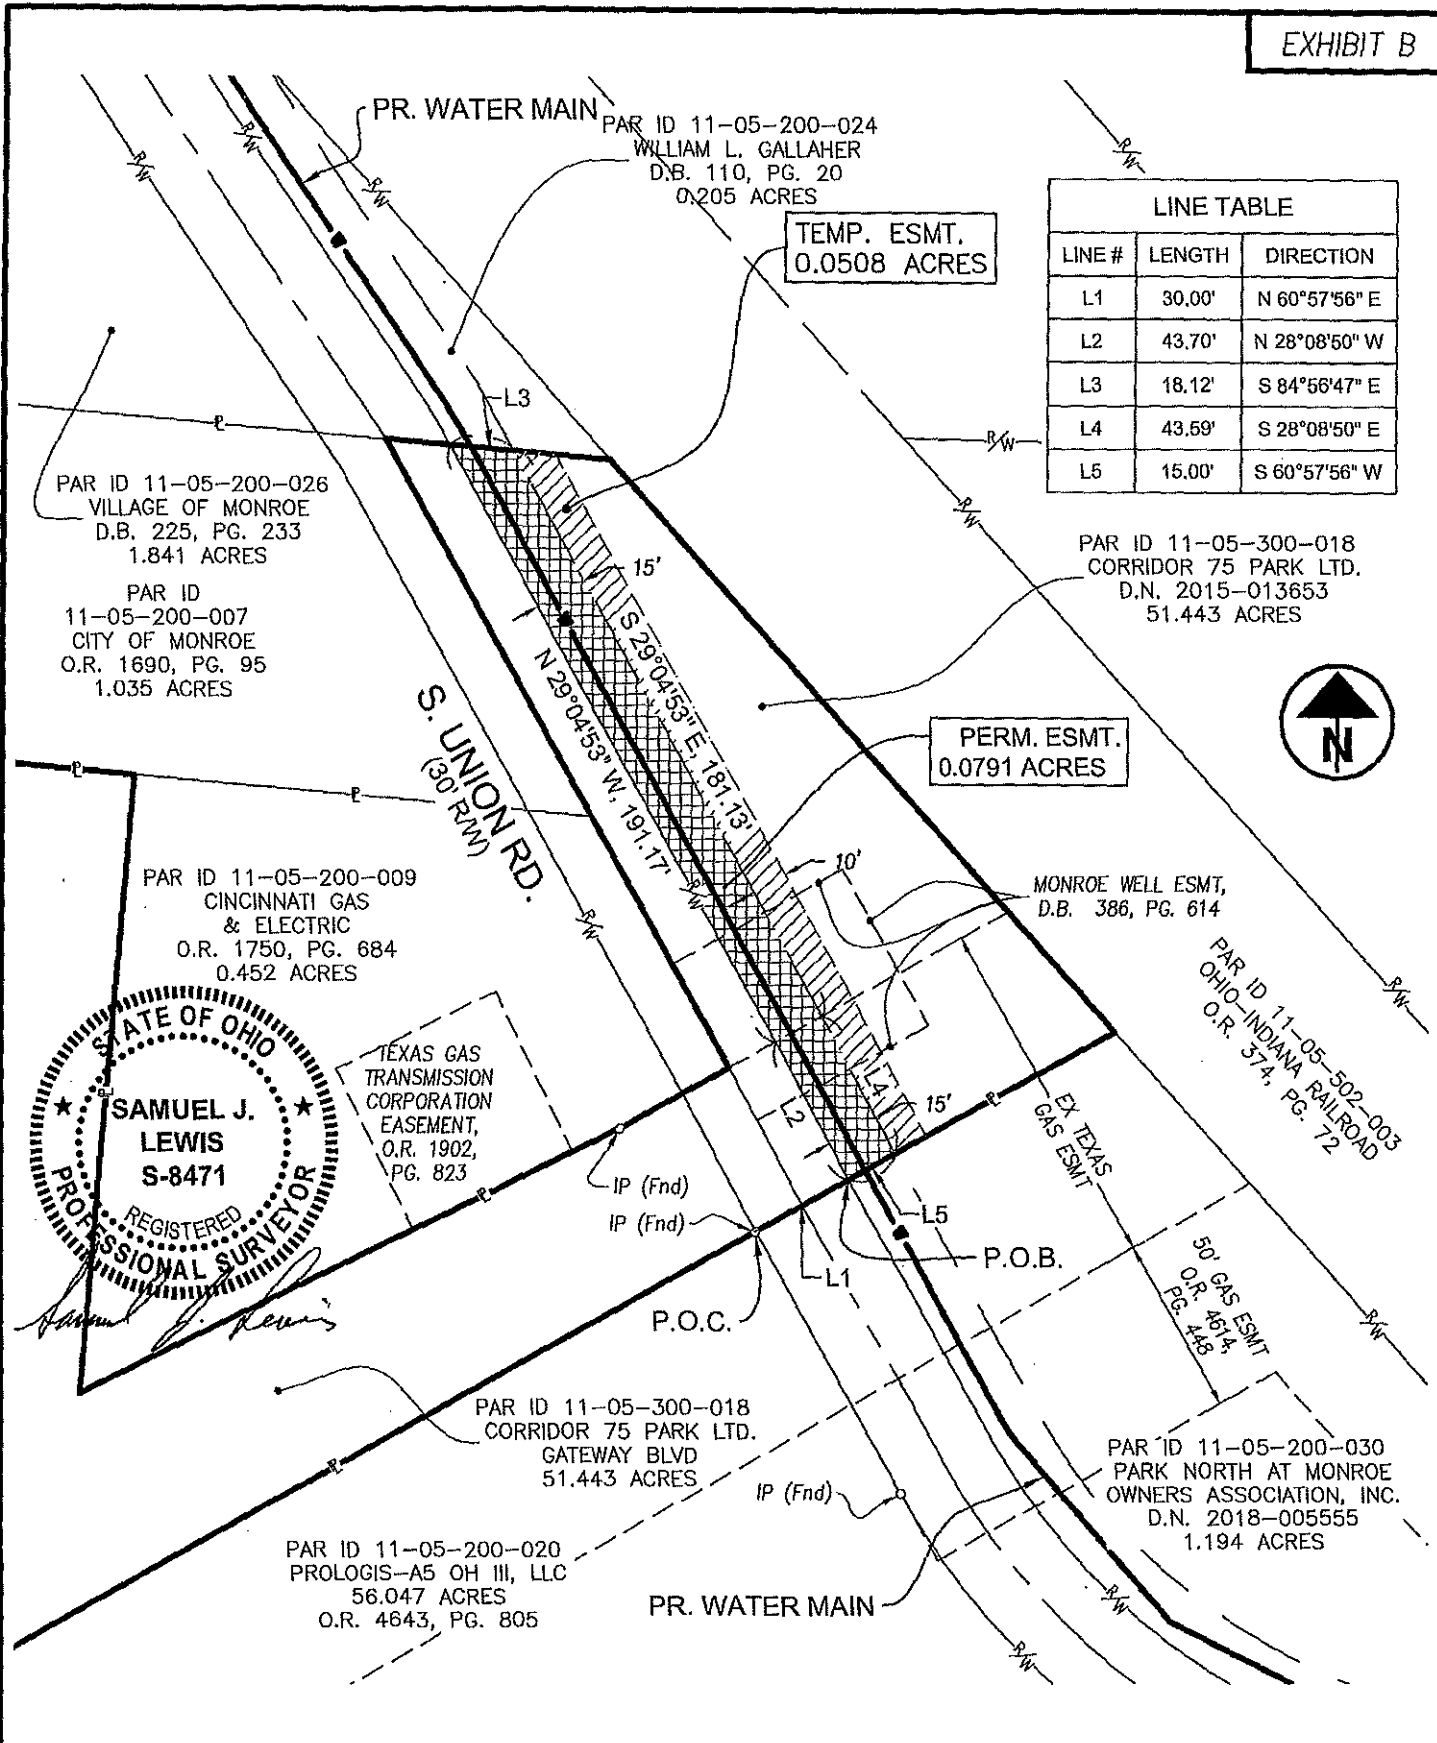 EXHIBIT B
PR. WATER MAIN
PAR ID 11-05-200-024
WILLIAM L. GALLAHER
D.B. 110, PG. 20
0.205 ACRES
TEMP. ESMT.
0.0508 ACRES
LINE TABLE
LINE # LENGTH DIRECTION
L1 30.00' N 60°57'56" E
L2 43.70' N 28°08'50" W
L3 18.12' S 84°56'47" E
L4 43.59' S 28°08'50" E
L5 15.00' S 60°57'56" W
R/W
R/W
R/W
R/W
R/W
R/W
L3
PL
PAR ID 11-05-200-026
VILLAGE OF MONROE
D.B. 225, PG. 233
1.841 ACRES
PAR ID
11-05-200-007
CITY OF MONROE
O.R. 1690, PG. 95
1.035 ACRES
PAR ID 11-05-300-018
CORRIDOR 75 PARK LTD.
D.N. 2015-013653
51.443 ACRES
15'
S 29°04'53" E, 181.13'
N 29°04'53" W, 191.17'
S. UNION RD.
(30' R/W)
PERM. ESMT.
0.0791 ACRES
N
PL
PL
R/W
R/W
10'
MONROE WELL ESMT,
D.B. 386, PG. 614
PAR ID 11-05-200-009
CINCINNATI GAS
& ELECTRIC
O.R. 1750, PG. 684
0.452 ACRES
PAR ID 11-05-502-003
OHIO-INDIANA RAILROAD
O.R. 374, PG. 72
R/W
STATE OF OHIO
SAMUEL J.
LEWIS
S-8471
REGISTERED
PROFESSIONAL SURVEYOR
Samuel J. Lewis
PL
TEXAS GAS
TRANSMISSION
CORPORATION
EASEMENT,
O.R. 1902,
PG. 823
L2
L4
15'
PL
EX TEXAS
GAS ESMT
PL
IP (Fnd)
IP (Fnd)
L5
L1
P.O.B.
P.O.C.
50' GAS ESMT
O.R. 4614,
PG. 448
R/W
PAR ID 11-05-300-018
CORRIDOR 75 PARK LTD.
GATEWAY BLVD
51.443 ACRES
PL
IP (Fnd)
PAR ID 11-05-200-030
PARK NORTH AT MONROE
OWNERS ASSOCIATION, INC.
D.N. 2018-005555
1.194 ACRES
PAR ID 11-05-200-020
PROLOGIS-A5 OH III, LLC
56.047 ACRES
O.R. 4643, PG. 805
PR. WATER MAIN
R/W
R/W